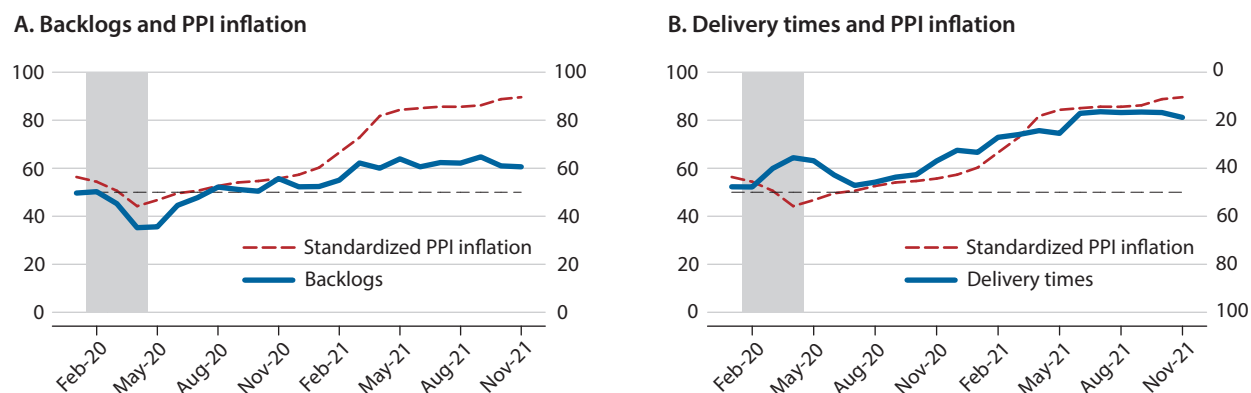 A. Backlogs and PPI inflation
100 100
80 80
60 60
40 40
20 20
0 0
Standardized PPI inflation
Backlogs
Feb-20 May-20 Aug-20 Nov-20 Feb-21 May-21 Aug-21 Nov-21
B. Delivery times and PPI inflation
100 0
80 20
60 40
40 60
20 80
0 100
Standardized PPI inflation
Delivery times
Feb-20 May-20 Aug-20 Nov-20 Feb-21 May-21 Aug-21 Nov-21